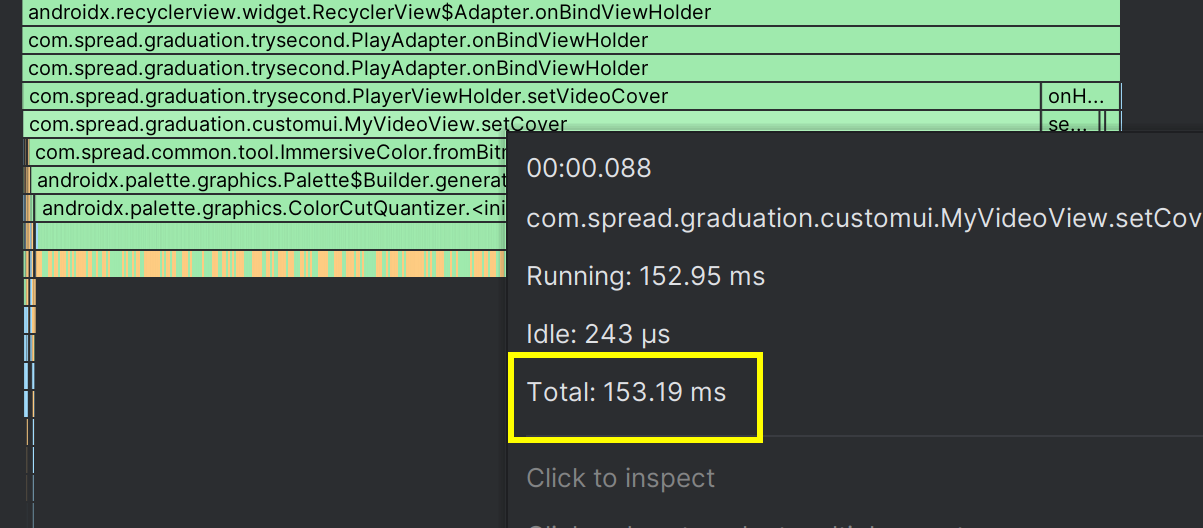 androidx.recyclerview.widget.RecyclerView$Adapter.onBindViewHolder
com.spread.graduation.trysecond.PlayAdapter.onBindViewHolder
com.spread.graduation.trysecond.PlayAdapter.onBindViewHolder
com.spread.graduation.trysecond.PlayerViewHolder.setVideoCover onH...
com.spread.graduation.customui.MyVideoView.setCover se...
com.spread.common.tool.ImmersiveColor.fromBit
androidx.palette.graphics.Palette$Builder.generat
androidx.palette.graphics.ColorCutQuantizer.<ini
00:00.088
com.spread.graduation.customui.MyVideoView.setCov
Running: 152.95 ms
Idle: 243 μs
Total: 153.19 ms
Click to inspect